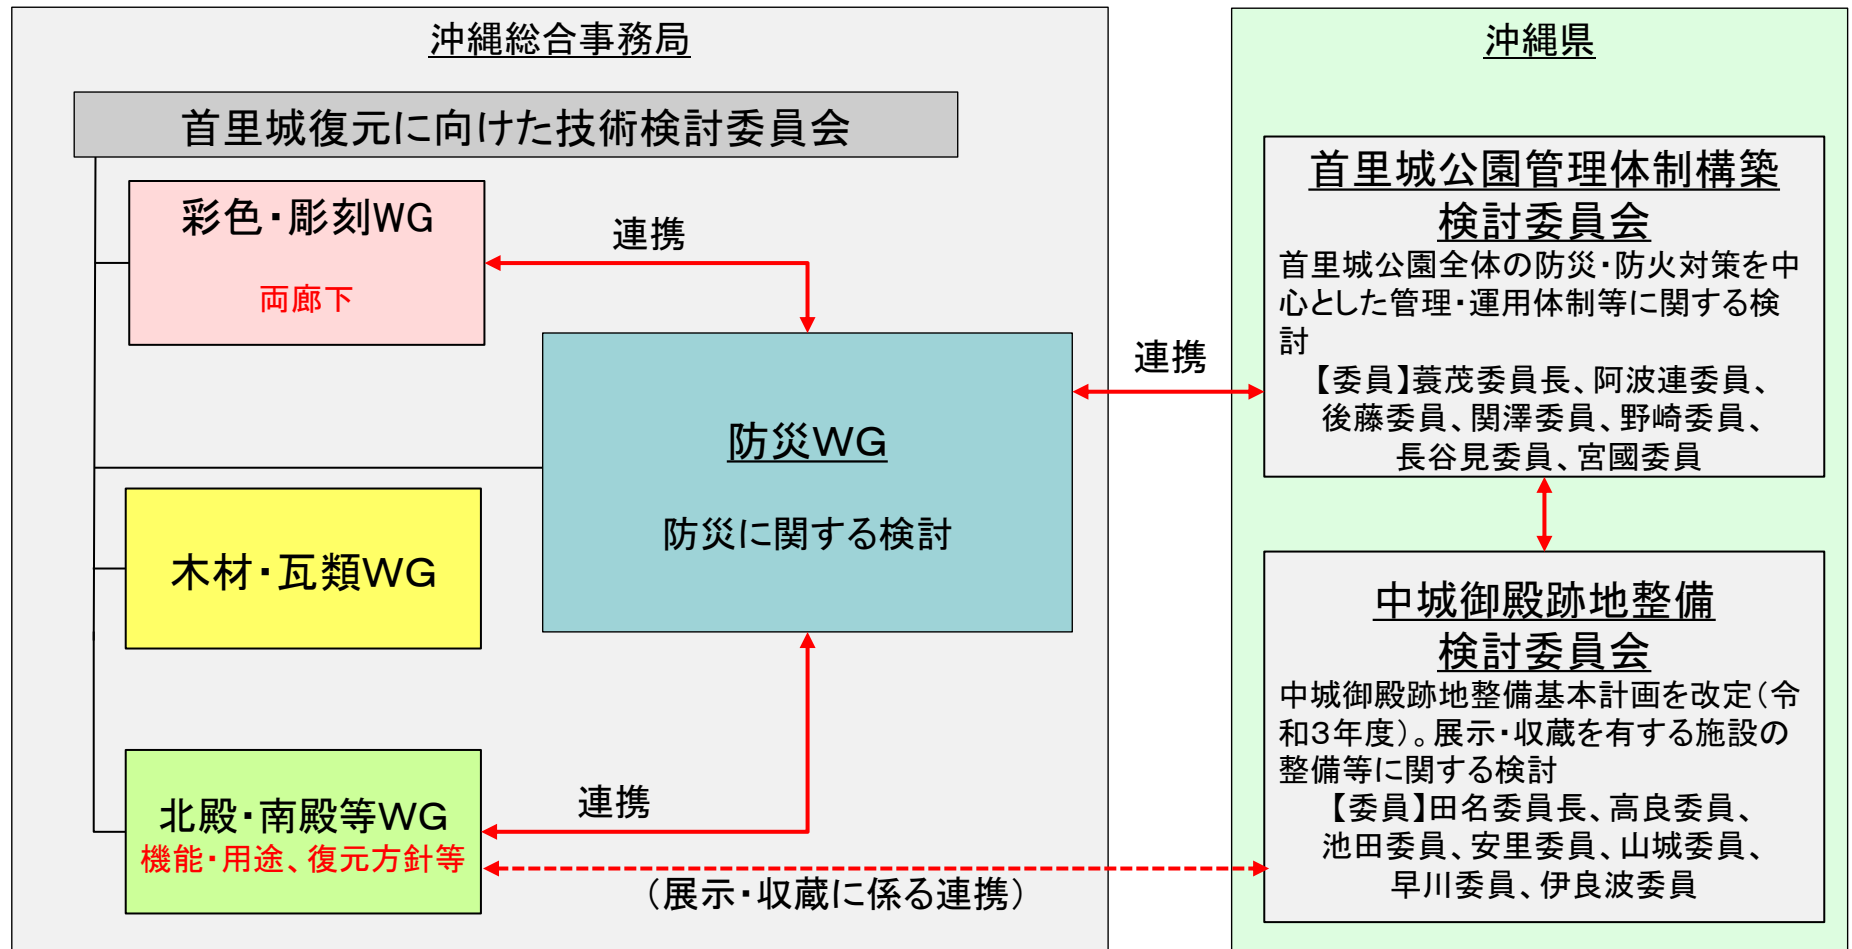 沖縄総合事務局
首里城復元に向けた技術検討委員会
彩色・彫刻WG
両廊下
連携
防災WG
防災に関する検討
木材・瓦類WG
北殿・南殿等WG
機能・用途、復元方針等
連携
（展示・収蔵に係る連携）
連携
沖縄県
首里城公園管理体制構築
検討委員会
首里城公園全体の防災・防火対策を中
心とした管理・運用体制等に関する検
討
【委員】蓑茂委員長、阿波連委員、
後藤委員、関澤委員、野崎委員、
長谷見委員、宮國委員
中城御殿跡地整備
検討委員会
中城御殿跡地整備基本計画を改定（令
和3年度）。展示・収蔵を有する施設の
整備等に関する検討
【委員】田名委員長、高良委員、
池田委員、安里委員、山城委員、
早川委員、伊良波委員